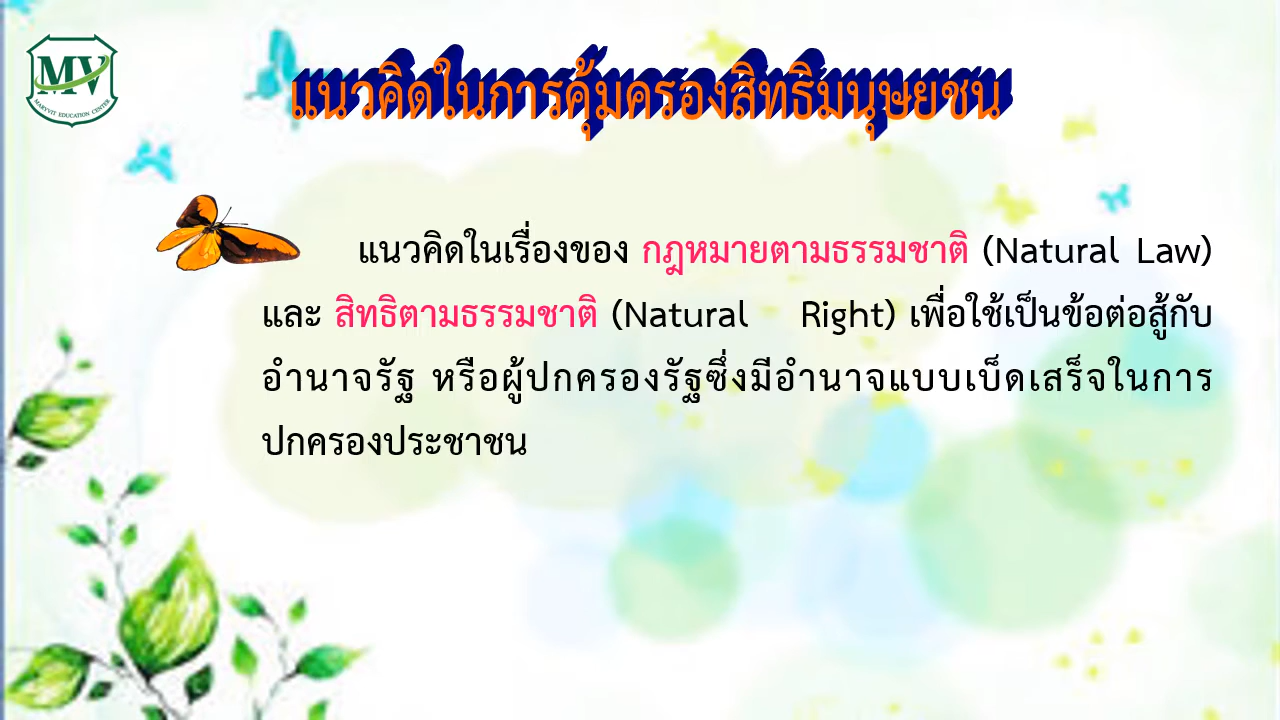 MV
MARYVIT EDUCATION CENTER
แนวคิดในการคุ้มครองสิทธิมนุษยชน
แนวคิดในเรื่องของ กฎหมายตามธรรมชาติ (Natural Law)
และ สิทธิตามธรรมชาติ (Natural Right) เพื่อใช้เป็นข้อต่อสู้กับ
อำนาจรัฐ หรือผู้ปกครองรัฐซึ่งมีอำนาจแบบเบ็ดเสร็จในการ
ปกครองประชาชน